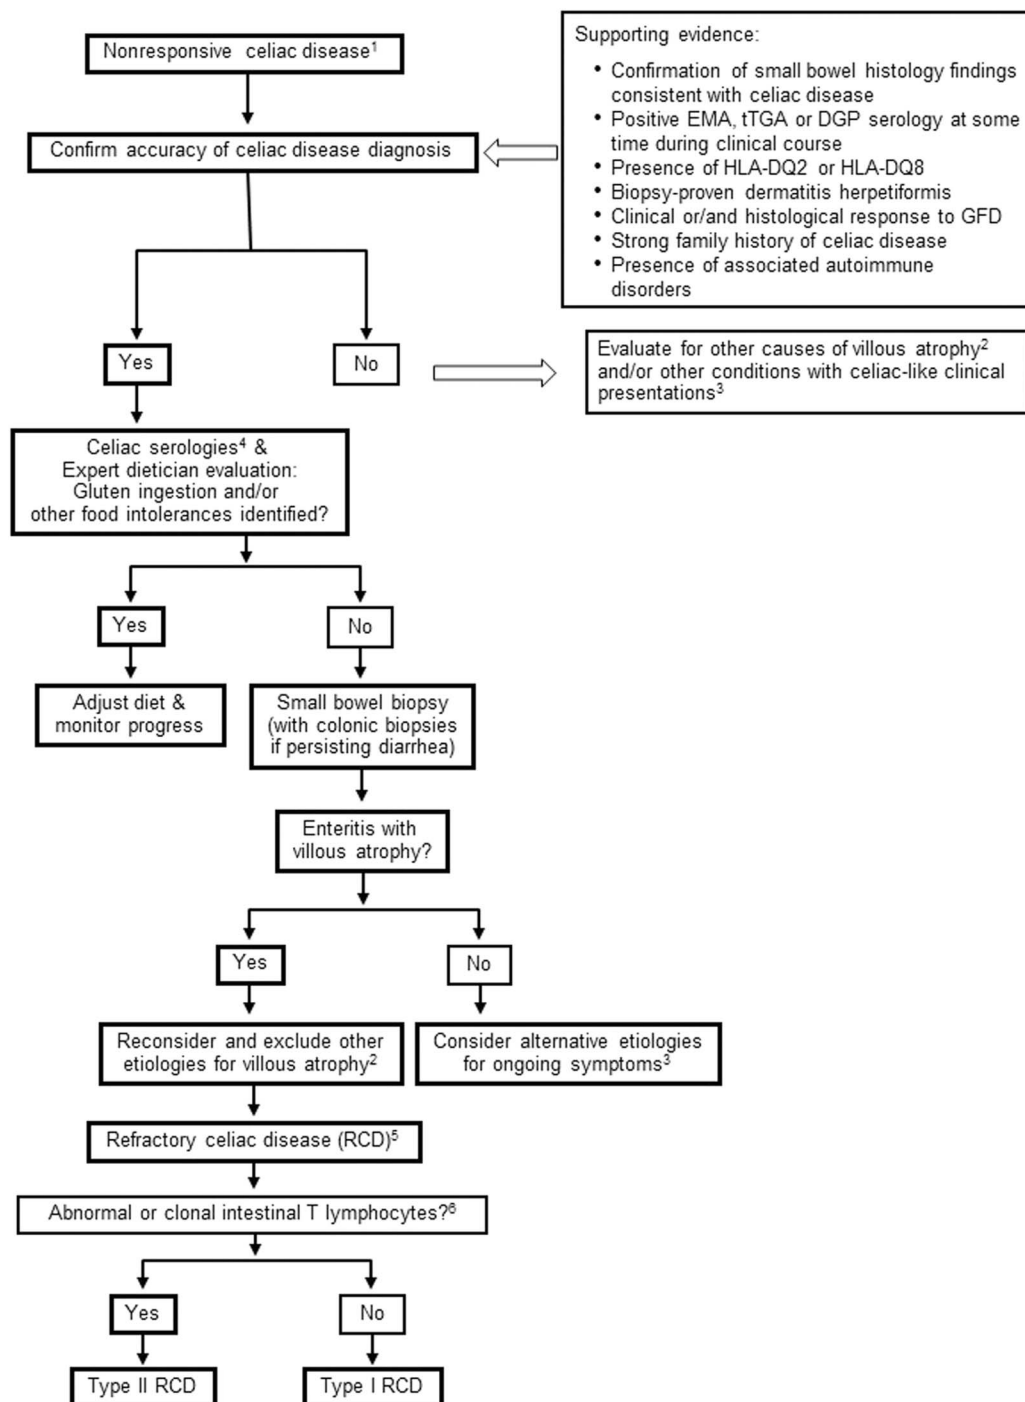 Nonresponsive celiac disease¹
Supporting evidence:
• Confirmation of small bowel histology findings
consistent with celiac disease
• Positive EMA, tTGA or DGP serology at some
time during clinical course
• Presence of HLA-DQ2 or HLA-DQ8
• Biopsy-proven dermatitis herpetiformis
• Clinical or/and histological response to GFD
• Strong family history of celiac disease
• Presence of associated autoimmune
disorders
Confirm accuracy of celiac disease diagnosis
Yes
No
Evaluate for other causes of villous atrophy²
and/or other conditions with celiac-like clinical
presentations³
Celiac serologies⁴ &
Expert dietician evaluation:
Gluten ingestion and/or
other food intolerances identified?
Yes
No
Adjust diet &
monitor progress
Small bowel biopsy
(with colonic biopsies
if persisting diarrhea)
Enteritis with
villous atrophy?
Yes
No
Reconsider and exclude other
etiologies for villous atrophy²
Consider alternative etiologies
for ongoing symptoms³
Refractory celiac disease (RCD)⁵
Abnormal or clonal intestinal T lymphocytes?⁶
Yes
No
Type II RCD
Type I RCD